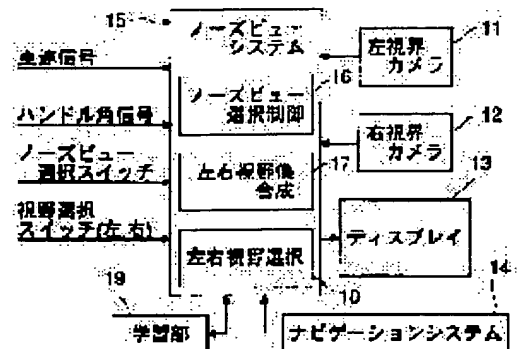 15
ノーズビュー
システム
11
左視界
カメラ
車速信号
ノーズビュー
選択制御
16
12
ハンドル角信号
右視界
カメラ
ノーズビュー
選択スイッチ
左右視野像
合成
17
13
視野選択
スイッチ(左,右)
ディスプレイ
左右視野選択
14
19
10
学習部
ナビゲーションシステム